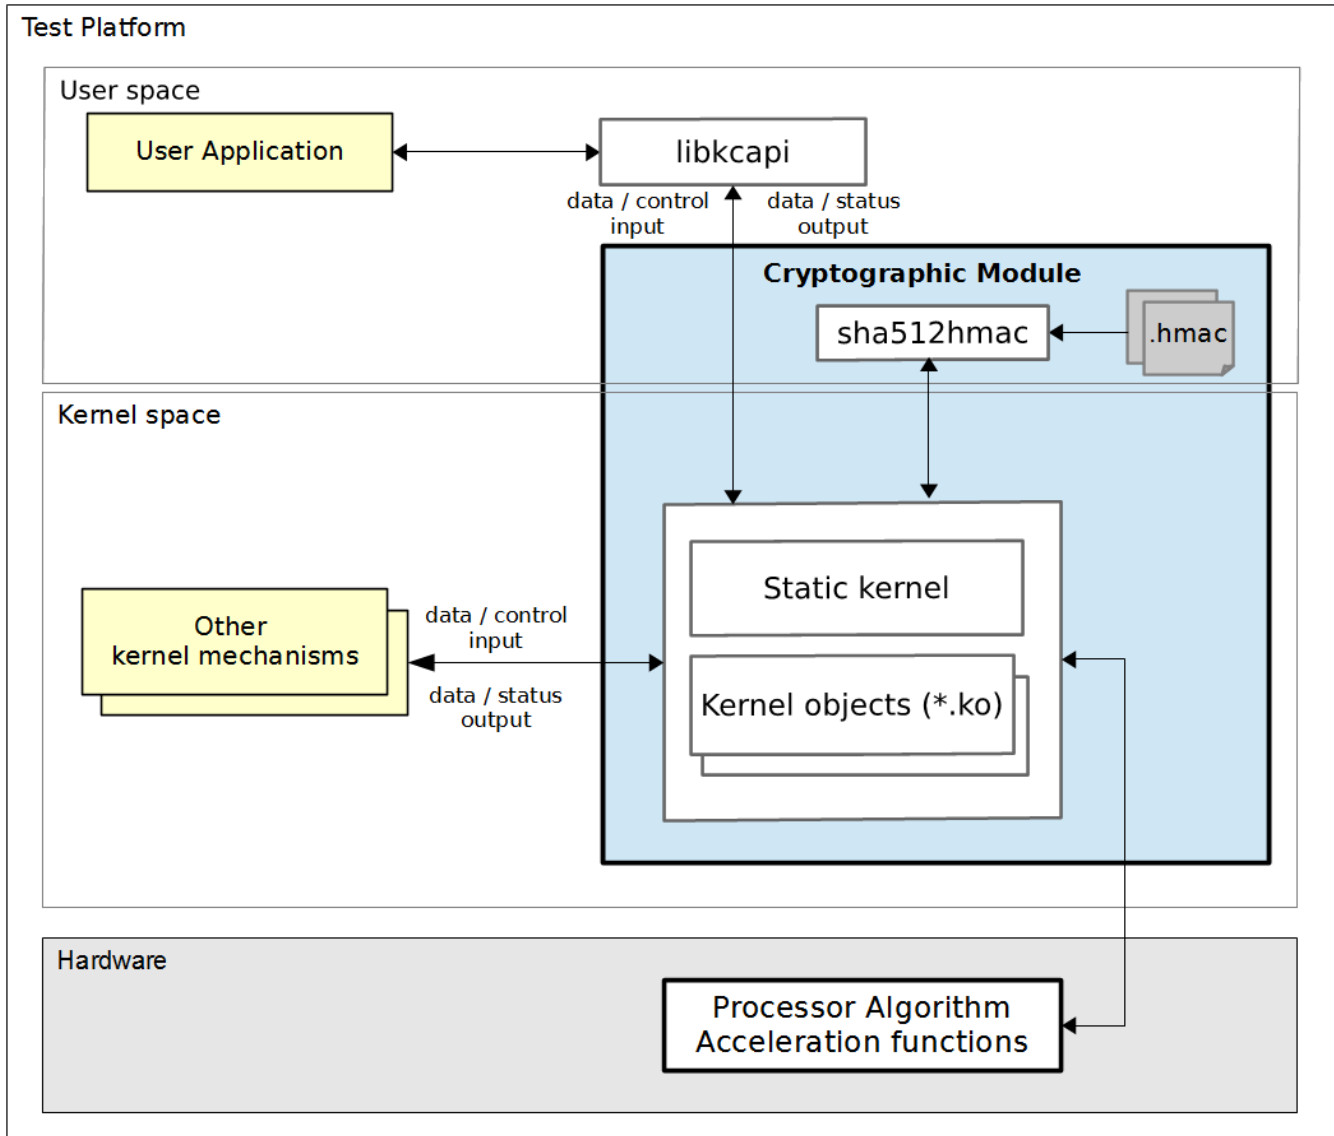 Test Platform
User space
User Application
libkcapi
data / control
input
data / status
output
Cryptographic Module
sha512hmac
.hmac
Kernel space
Static kernel
Other
kernel mechanisms
data / control
input
data / status
output
Kernel objects (*.ko)
Hardware
Processor Algorithm
Acceleration functions